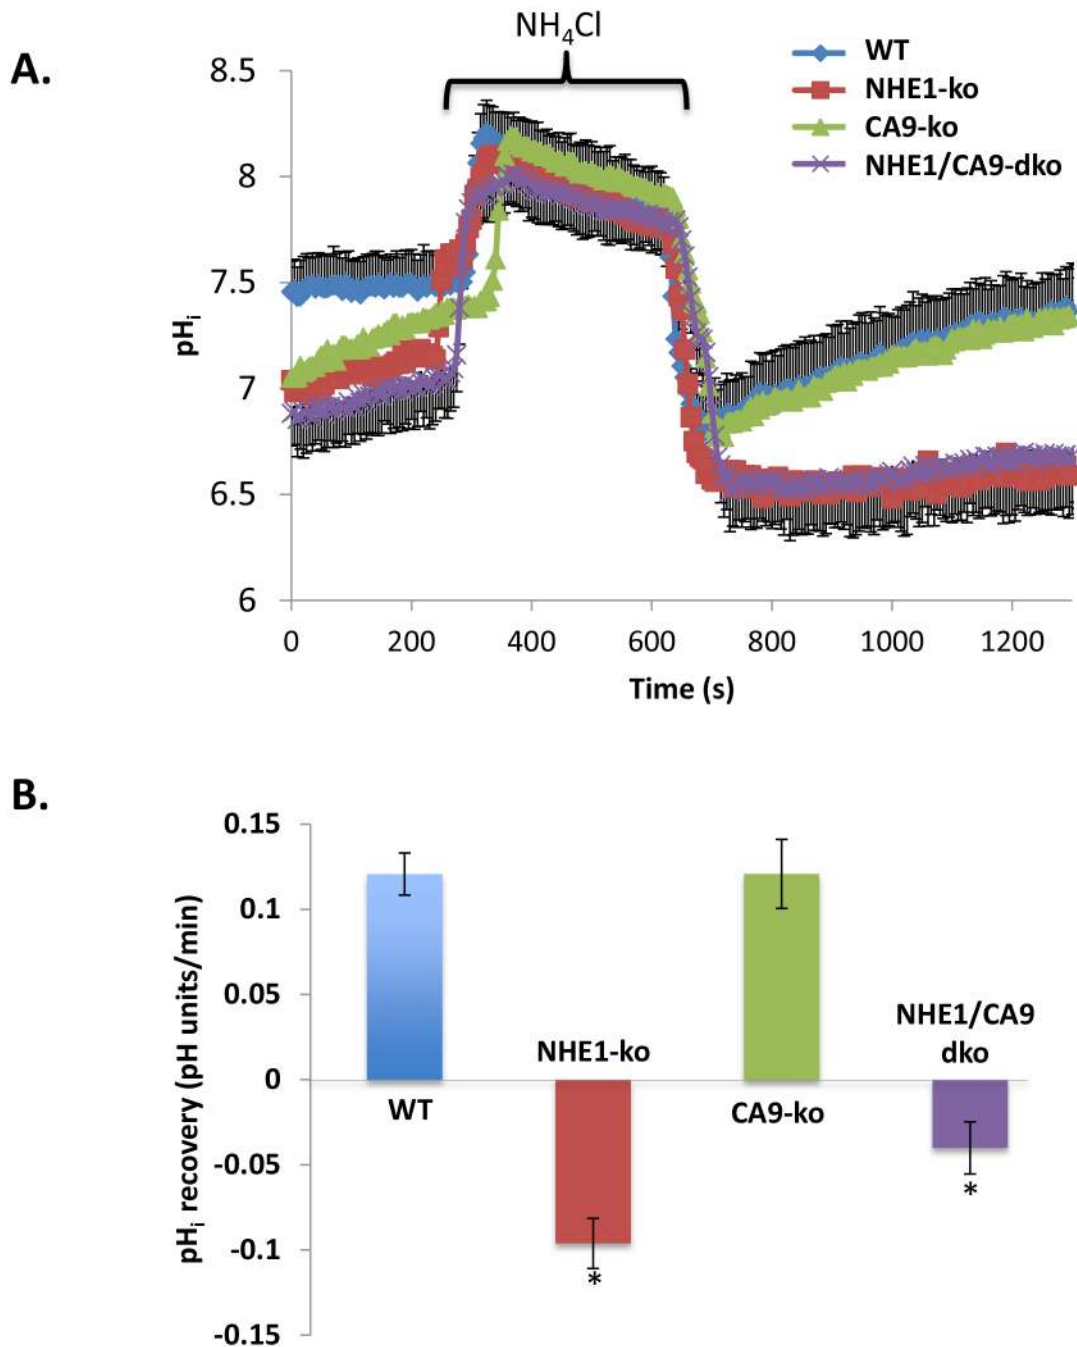 A.
NH₄Cl
WT
NHE1-ko
CA9-ko
NHE1/CA9-dko
8.5
8
7.5
7
6.5
6
pHᵢ
0 200 400 600 800 1000 1200
Time (s)
B.
0.15
0.1
0.05
0
-0.05
-0.1
-0.15
pHᵢ recovery (pH units/min)
WT
NHE1-ko
*
CA9-ko
NHE1/CA9
dko
*